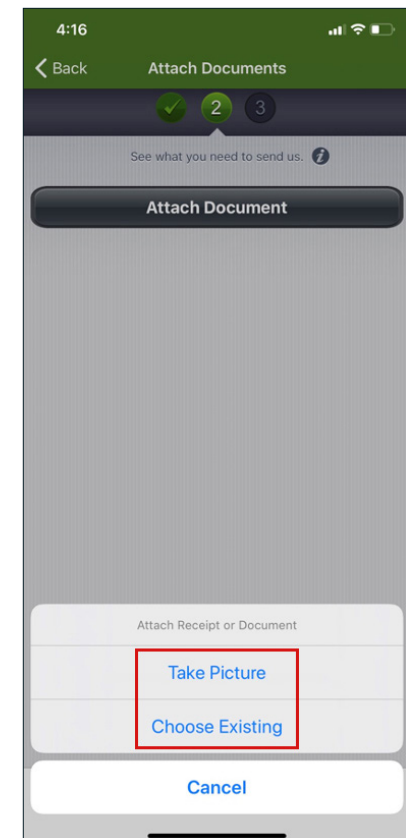 4:16
Back
Attach Documents
2 3
See what you need to send us. i
Attach Document
Attach Receipt or Document
Take Picture
Choose Existing
Cancel